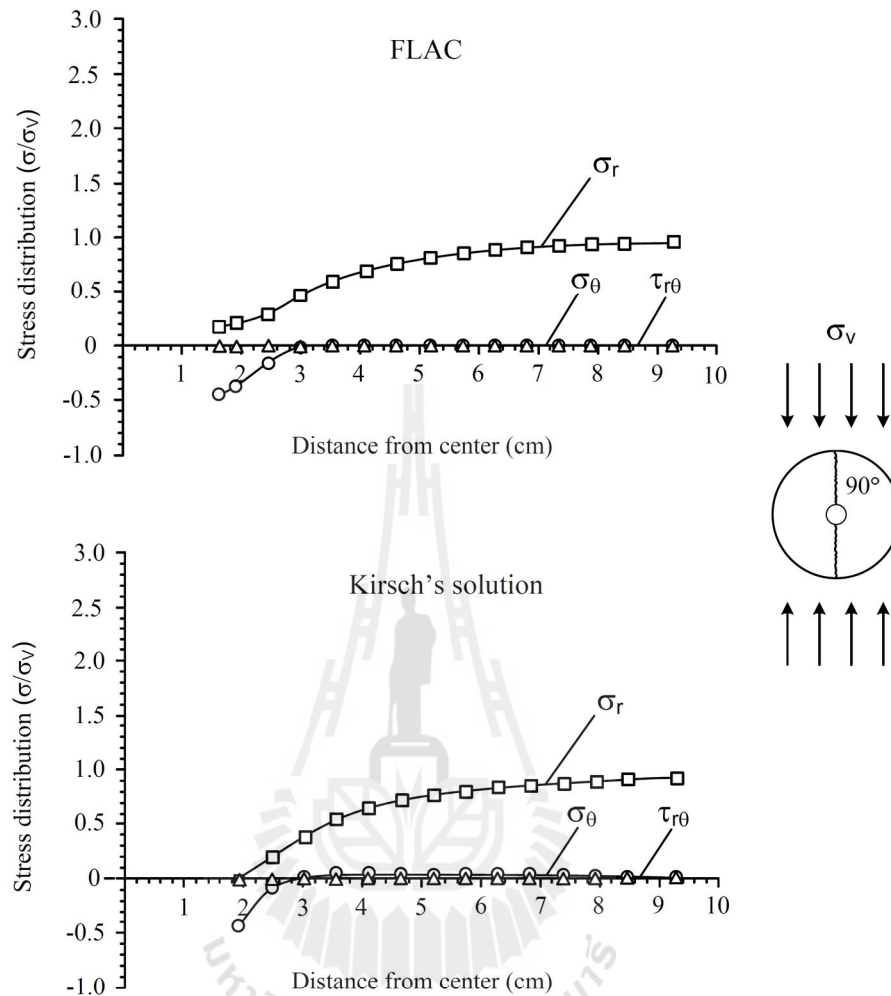 FLAC
Stress distribution (σ/σV)
3.0
2.5
2.0
1.5
1.0
0.5
0
-0.5
-1.0
σr
σθ
τrθ
1 2 3 4 5 6 7 8 9 10
Distance from center (cm)
σv
90°
Kirsch's solution
Stress distribution (σ/σV)
3.0
2.5
2.0
1.5
1.0
0.5
0
-0.5
-1.0
σr
σθ
τrθ
1 2 3 4 5 6 7 8 9 10
Distance from center (cm)